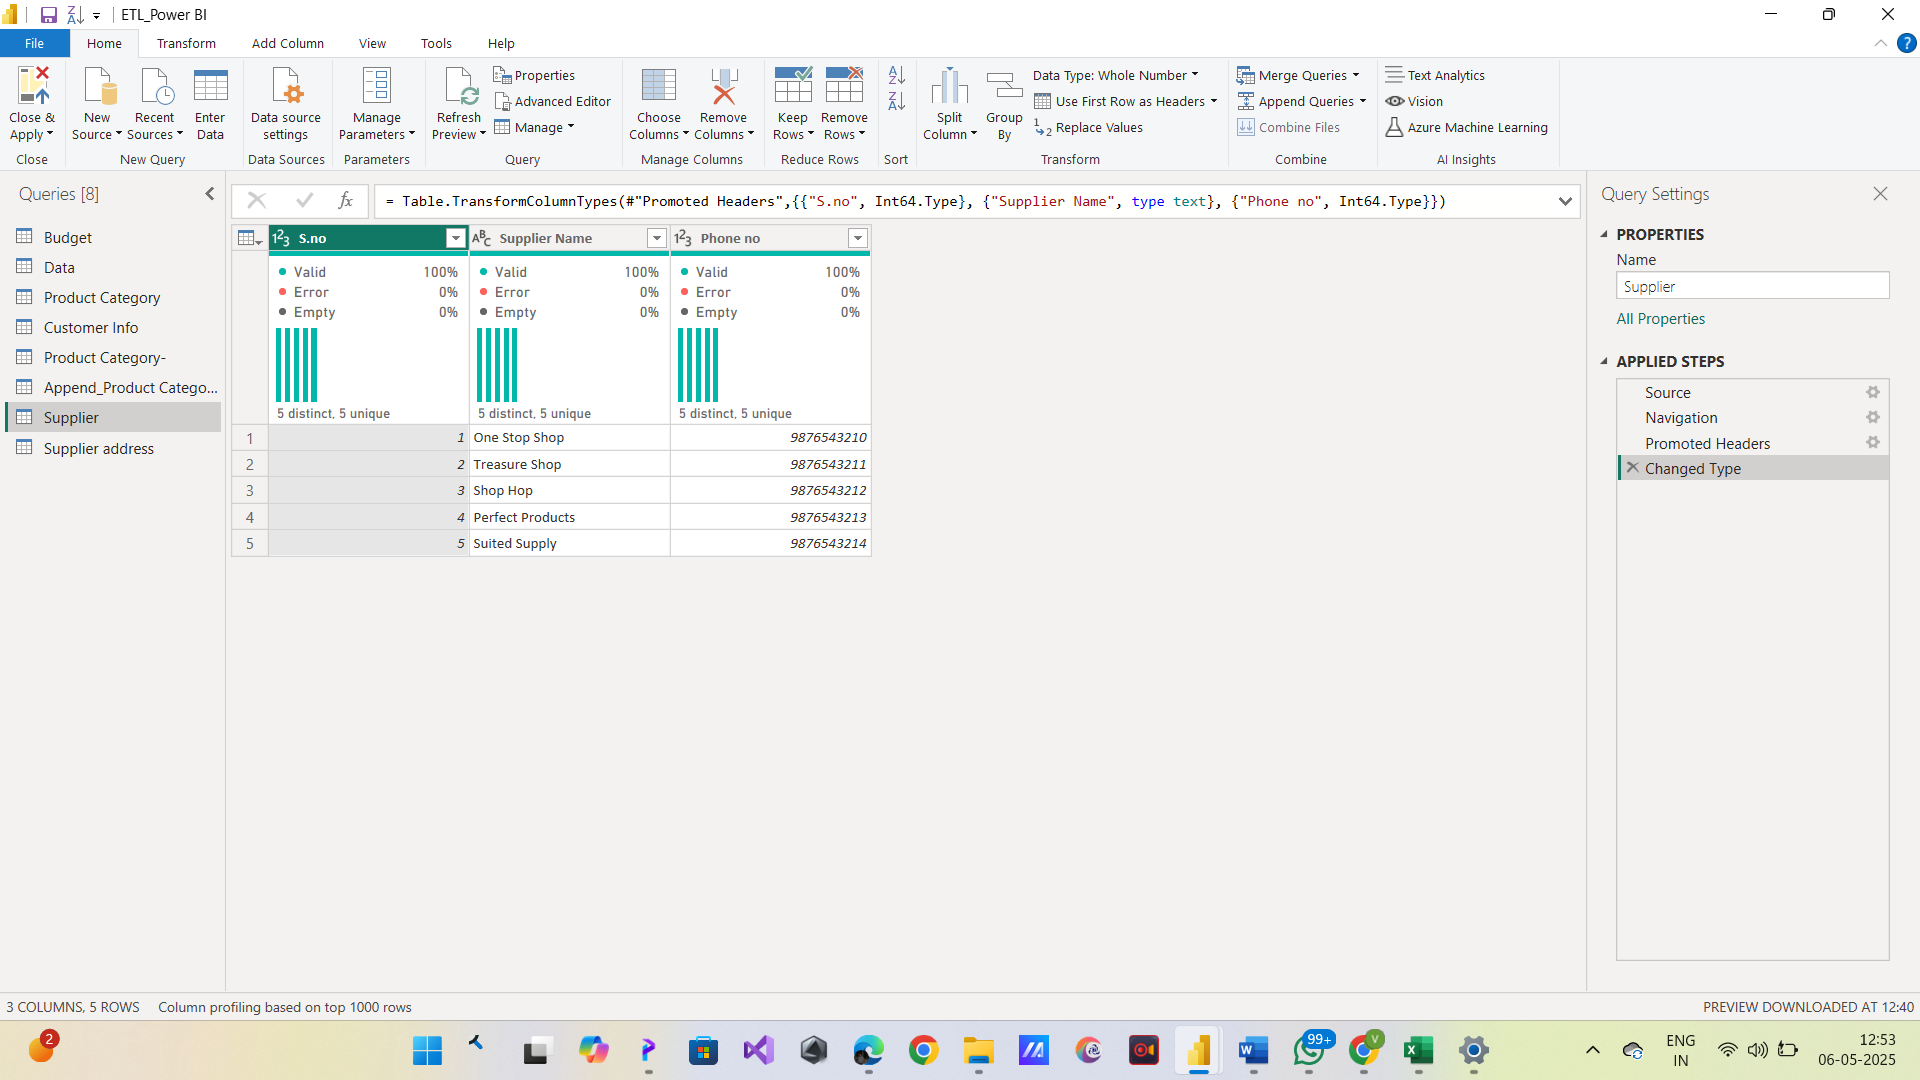 ETL_Power BI
File Home Transform Add Column View Tools Help
Close & Apply
Close
New Source
Recent Sources
Enter Data
New Query
Data source settings
Data Sources
Manage Parameters
Parameters
Refresh Preview
Properties
Advanced Editor
Manage
Query
Choose Columns
Remove Columns
Manage Columns
Keep Rows
Remove Rows
Reduce Rows
Sort
Split Column
Group By
Data Type: Whole Number
Use First Row as Headers
Replace Values
Transform
Merge Queries
Append Queries
Combine Files
Combine
Text Analytics
Vision
Azure Machine Learning
AI Insights
Queries [8]
Budget
Data
Product Category
Customer Info
Product Category-
Append_Product Catego...
Supplier
Supplier address
fx = Table.TransformColumnTypes(#"Promoted Headers",{{"S.no", Int64.Type}, {"Supplier Name", type text}, {"Phone no", Int64.Type}})
123 S.no ABC Supplier Name 123 Phone no
Valid 100% Valid 100% Valid 100%
Error 0% Error 0% Error 0%
Empty 0% Empty 0% Empty 0%
5 distinct, 5 unique 5 distinct, 5 unique 5 distinct, 5 unique
1 1 One Stop Shop 9876543210
2 2 Treasure Shop 9876543211
3 3 Shop Hop 9876543212
4 4 Perfect Products 9876543213
5 5 Suited Supply 9876543214
Query Settings
PROPERTIES
Name
Supplier
All Properties
APPLIED STEPS
Source
Navigation
Promoted Headers
Changed Type
3 COLUMNS, 5 ROWS Column profiling based on top 1000 rows
PREVIEW DOWNLOADED AT 12:40
2
99+
V
ENG
IN
12:53
06-05-2025